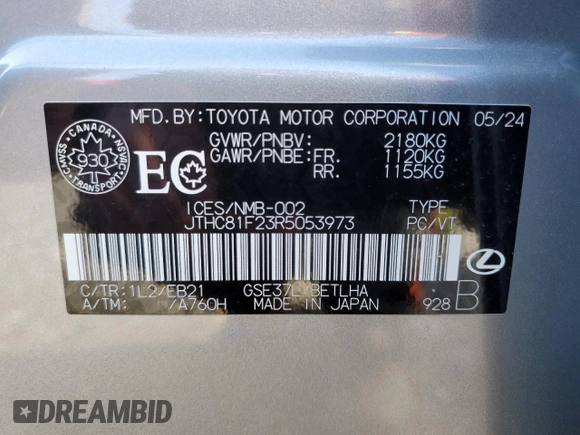 MFD.BY:TOYOTA MOTOR CORPORATION 05/24
GVWR/PNBV: 2180KG
GAWR/PNBE:FR. 1120KG
RR. 1155KG
CANADA
CMVSS 930 NSVAC
TRANSPORT
EC
ICES/NMB-002 TYPE
JTHC81F23R5053973 PC/VT
C/TR:1L2/EB21 GSE37L-BETLHA
A/TM: /A760H MADE IN JAPAN 928 B
DREAMBID